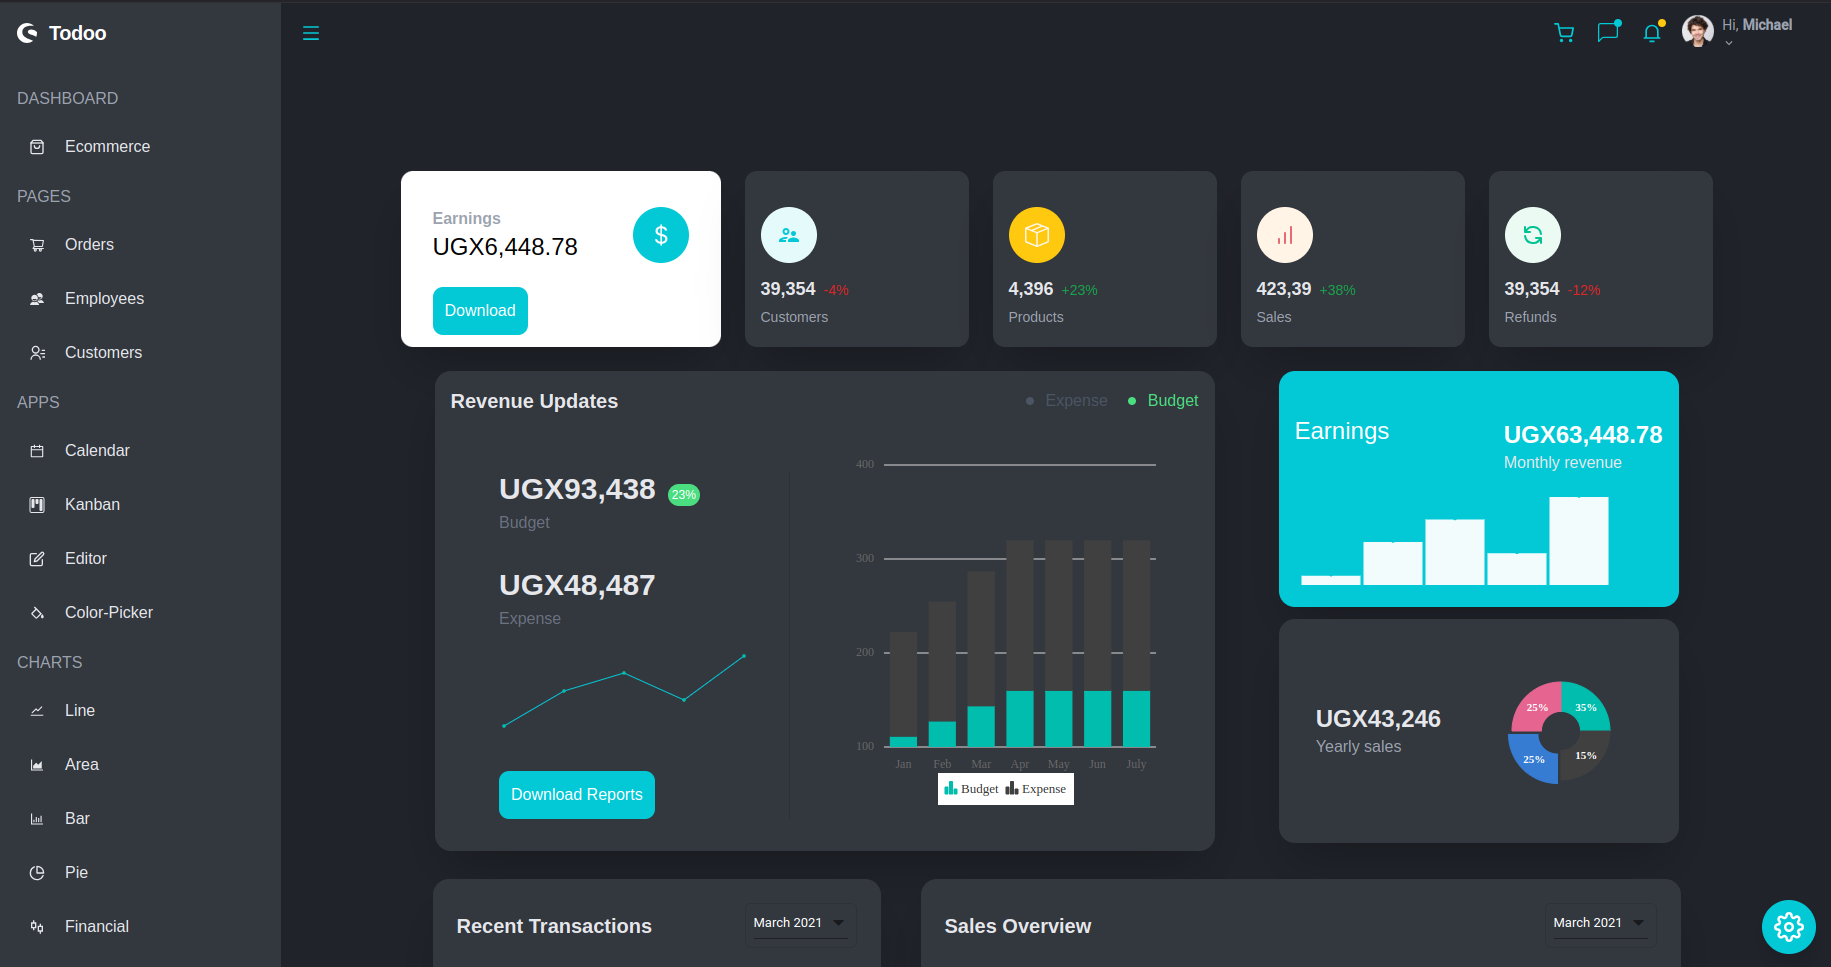 Todoo
Hi, Michael
DASHBOARD
Ecommerce
PAGES
Orders
Employees
Customers
APPS
Calendar
Kanban
Editor
Color-Picker
CHARTS
Line
Area
Bar
Pie
Financial
Earnings
UGX6,448.78
$
Download
39,354 -4%
Customers
4,396 +23%
Products
423,39 +38%
Sales
39,354 -12%
Refunds
Revenue Updates
Expense Budget
UGX93,438 23%
Budget
UGX48,487
Expense
Download Reports
400
300
200
100
Jan Feb Mar Apr May Jun July
Budget Expense
Earnings
UGX63,448.78
Monthly revenue
UGX43,246
Yearly sales
25% 35%
25% 15%
Recent Transactions
March 2021
Sales Overview
March 2021